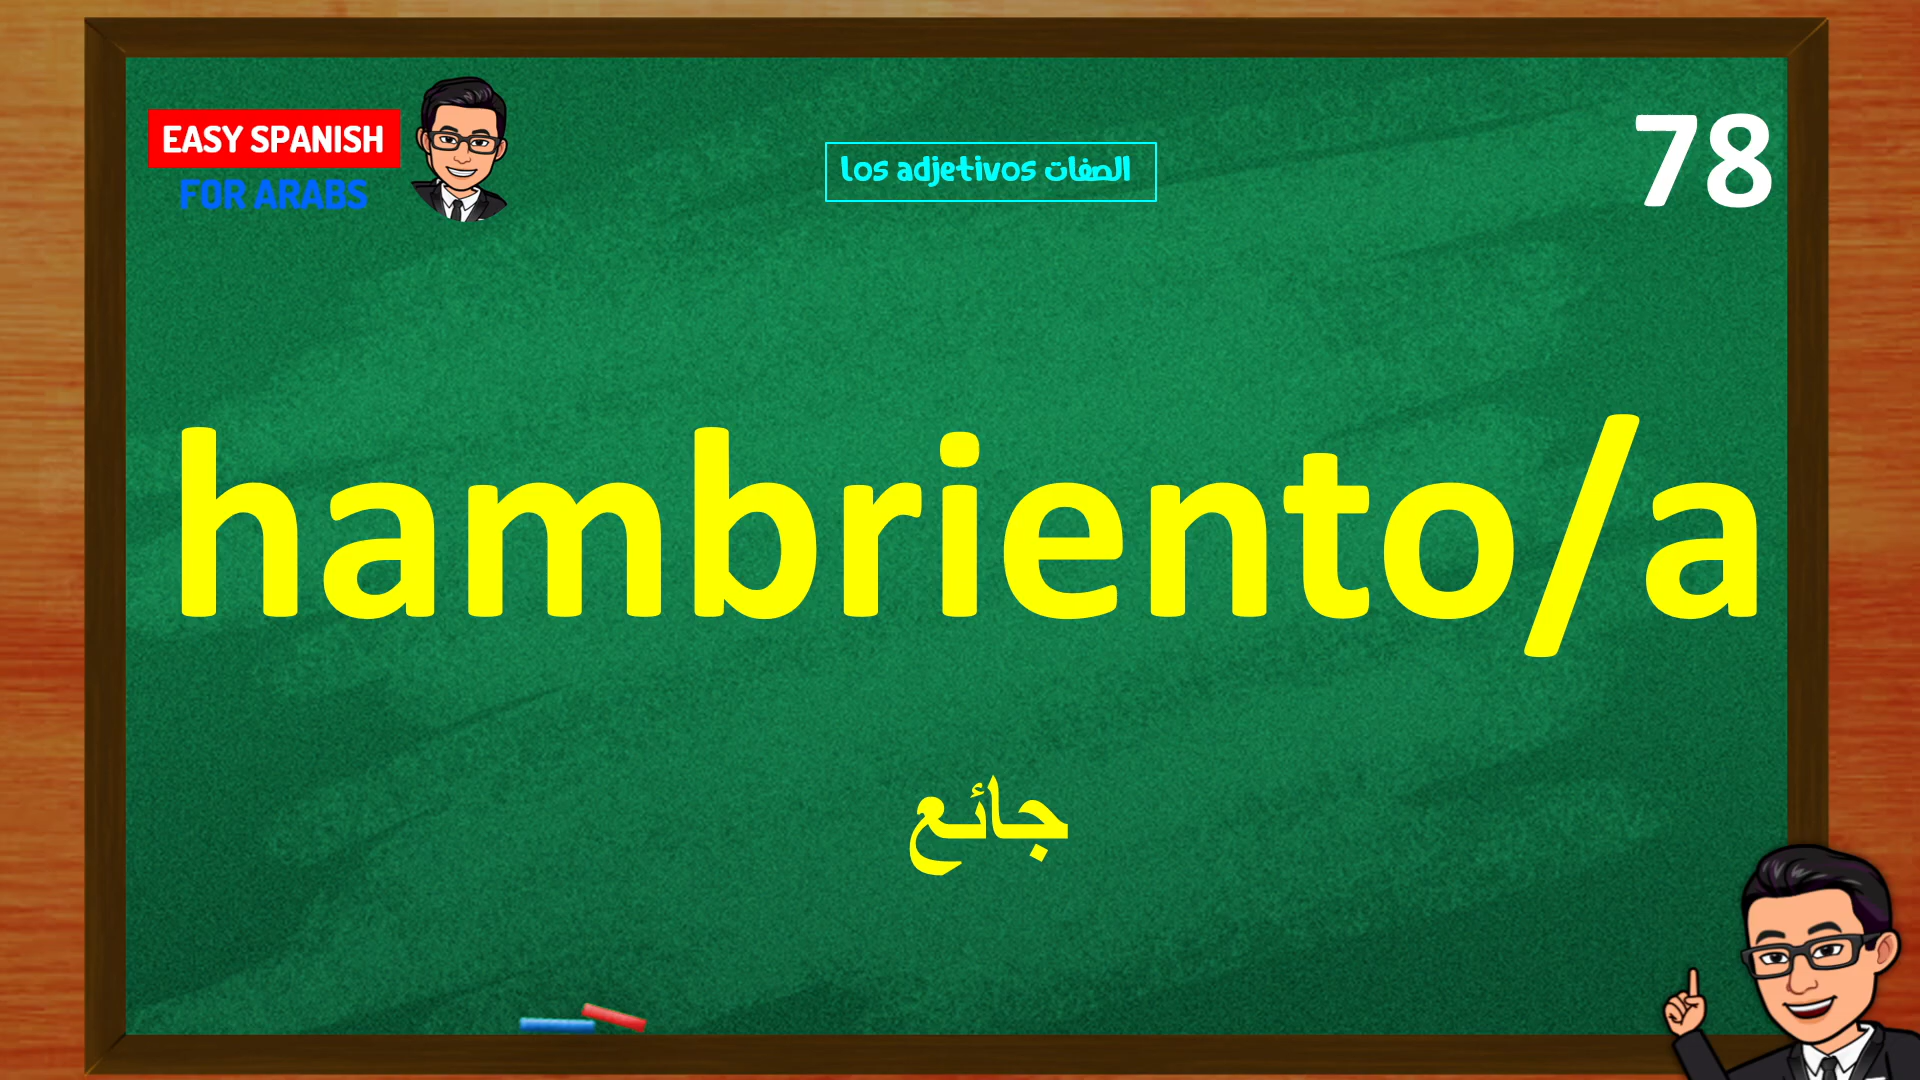 EASY SPANISH
FOR ARABS
los adjetivos الصفات
78
hambriento/a
جائع